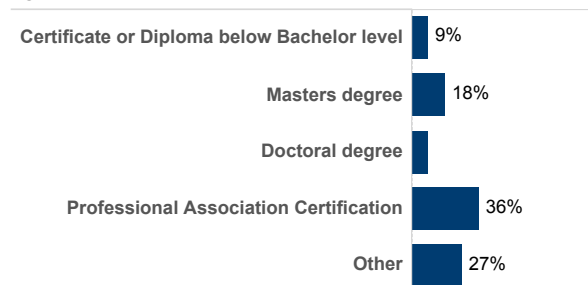 Certificate or Diploma below Bachelor level 9%
Masters degree 18%
Doctoral degree
Professional Association Certification 36%
Other 27%